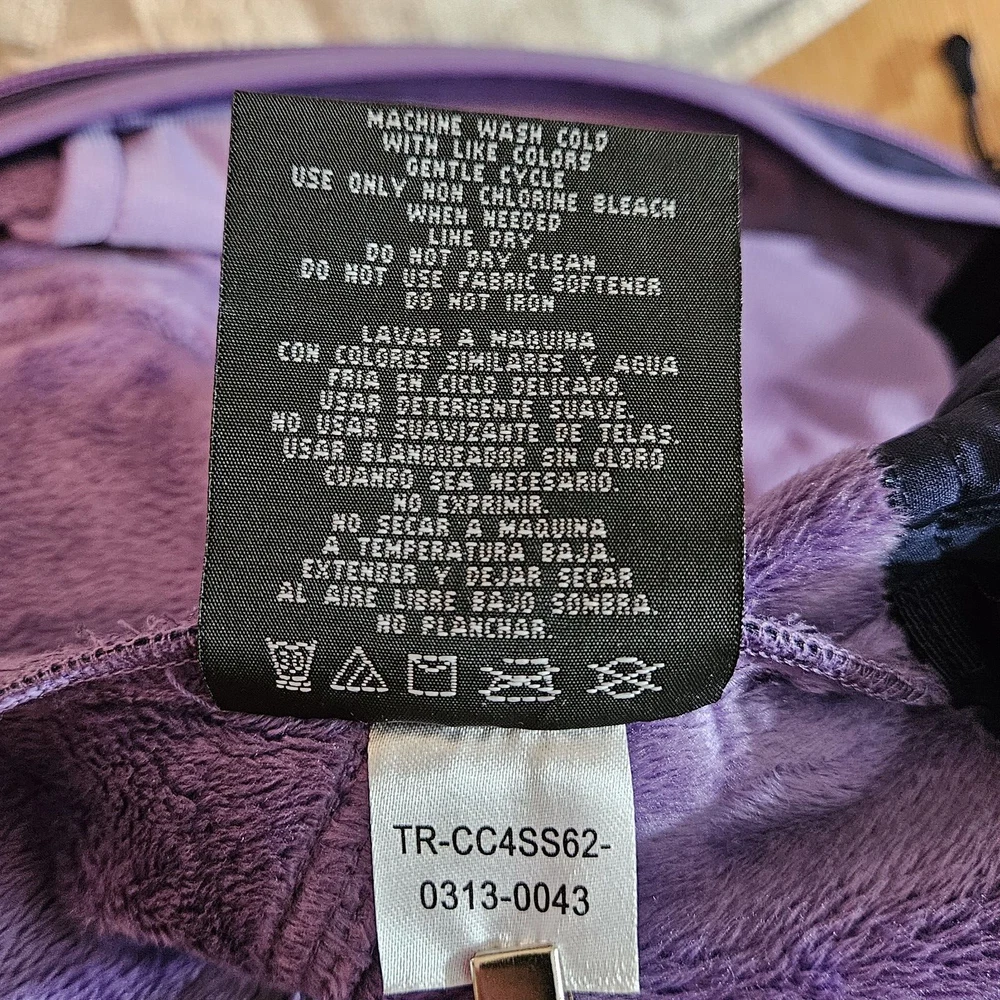 MACHINE WASH COLD
WITH LIKE COLORS
GENTLE CYCLE
USE ONLY NON CHLORINE BLEACH
WHEN NEEDED
LINE DRY
DO NOT DRY CLEAN
DO NOT USE FABRIC SOFTENER
DO NOT IRON
LAVAR A MAQUINA
CON COLORES SIMILARES Y AGUA
FRIA EN CICLO DELICADO.
USAR DETERGENTE SUAVE.
NO USAR SUAVIZANTE DE TELAS.
USAR BLANQUEADOR SIN CLORO
CUANDO SEA NECESARIO.
NO EXPRIMIR.
NO SECAR A MAQUINA
A TEMPERATURA BAJA.
EXTENDER Y DEJAR SECAR
AL AIRE LIBRE BAJO SOMBRA.
NO PLANCHAR.
30
TR-CC4SS62-
0313-0043